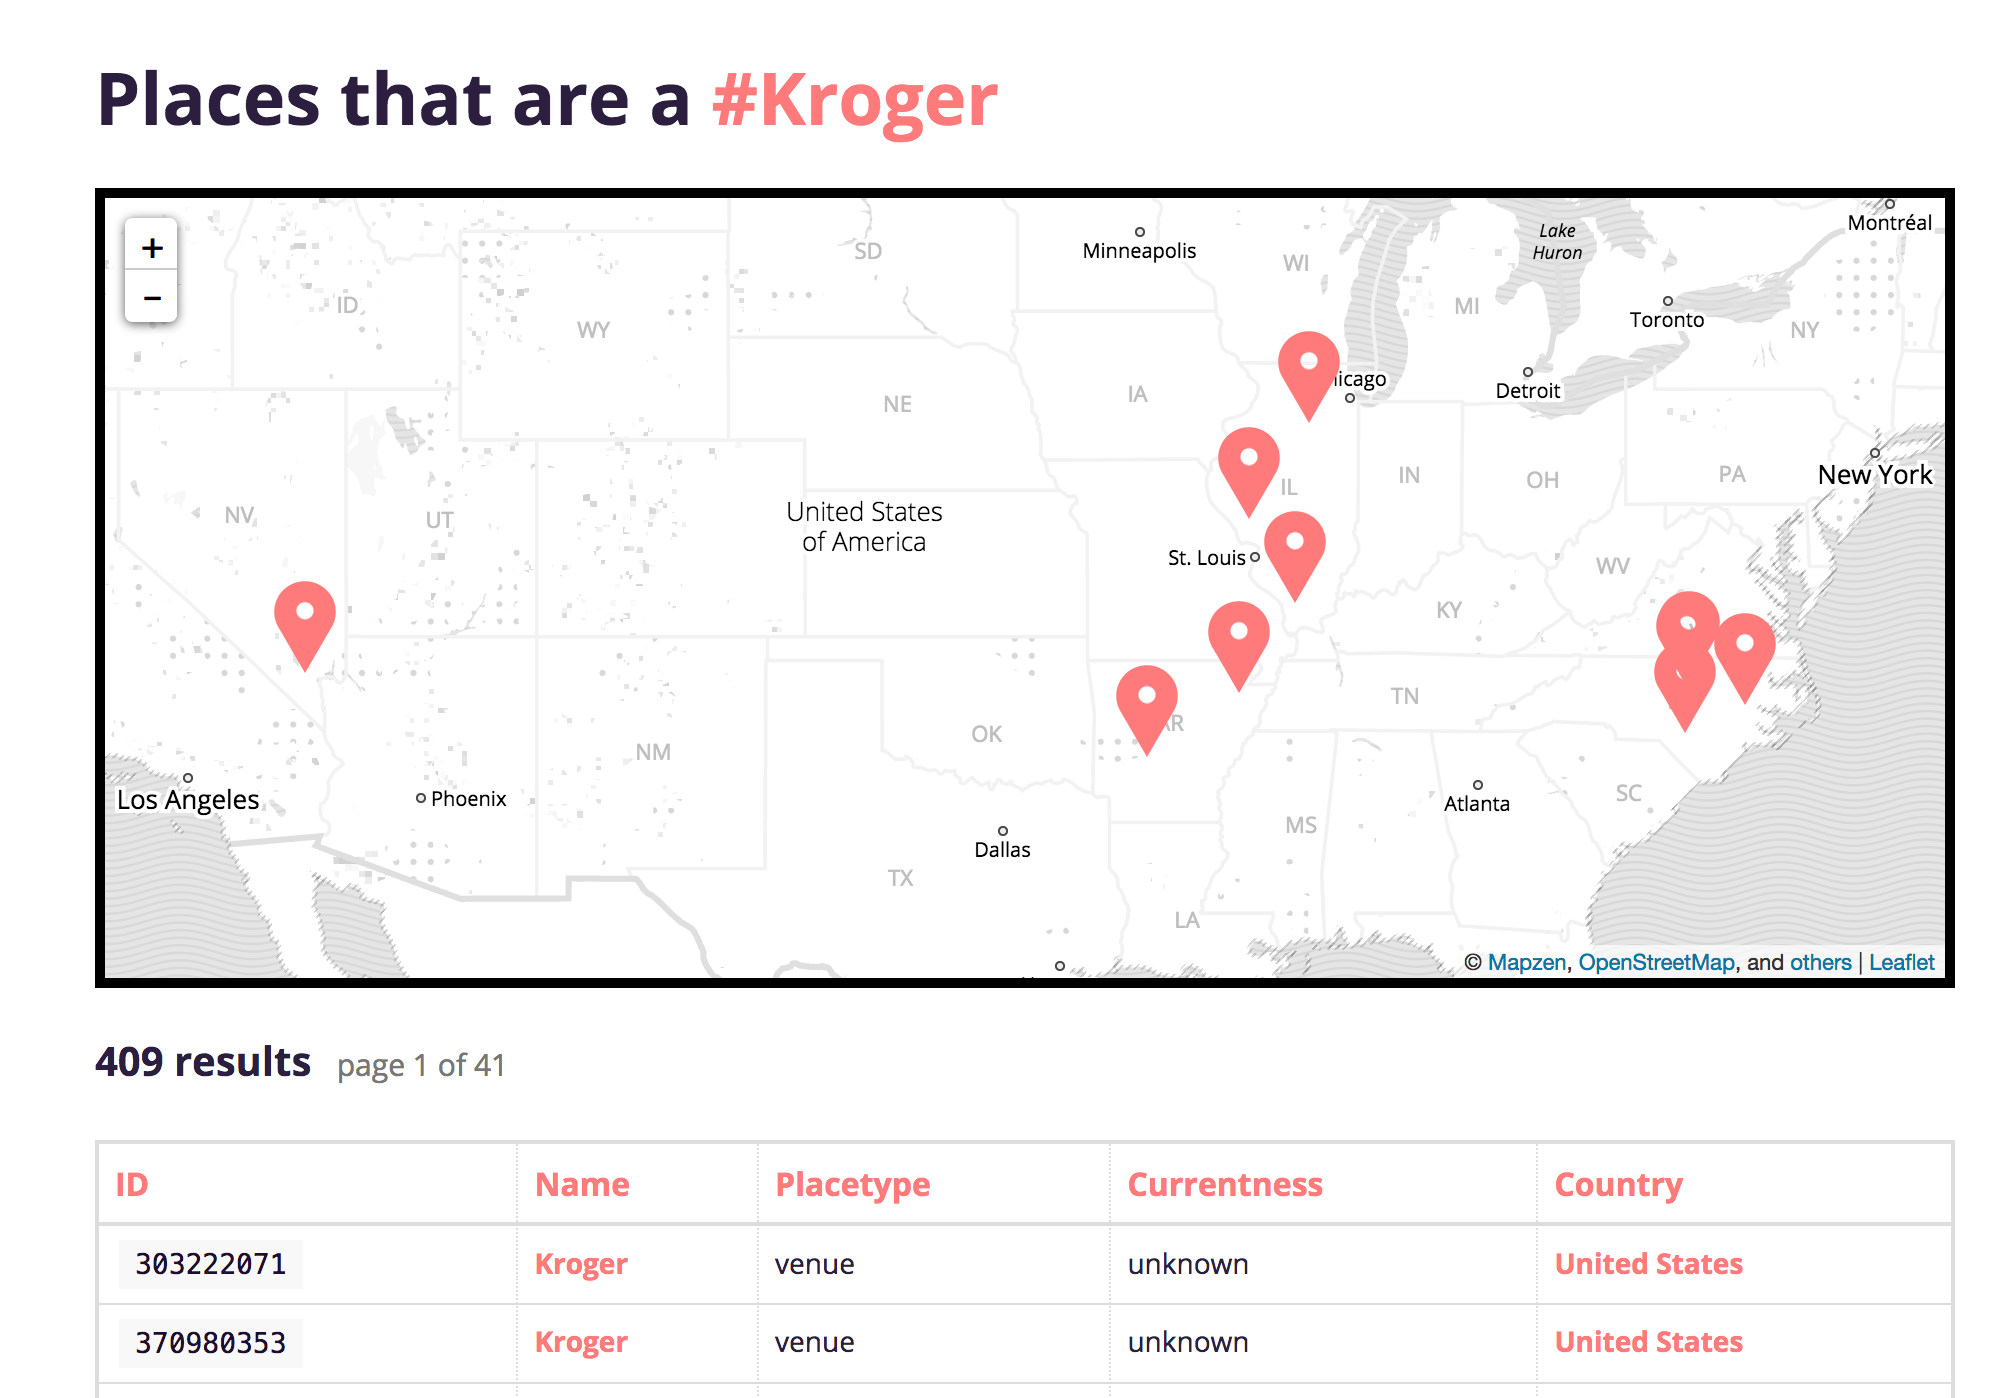 Places that are a #Kroger
+
−
Montréal
Minneapolis
SD
WI
Lake
Huron
MI
Toronto
NY
ID
WY
icago
Detroit
NE
IA
IL
IN
OH
PA
New York
NV
UT
United States
of America
St. Louis
WV
KY
TN
AR
OK
NM
Los Angeles
Phoenix
Dallas
Atlanta
SC
MS
TX
LA
© Mapzen, OpenStreetMap, and others | Leaflet
409 results page 1 of 41
ID Name Placetype Currentness Country
303222071 Kroger venue unknown United States
370980353 Kroger venue unknown United States